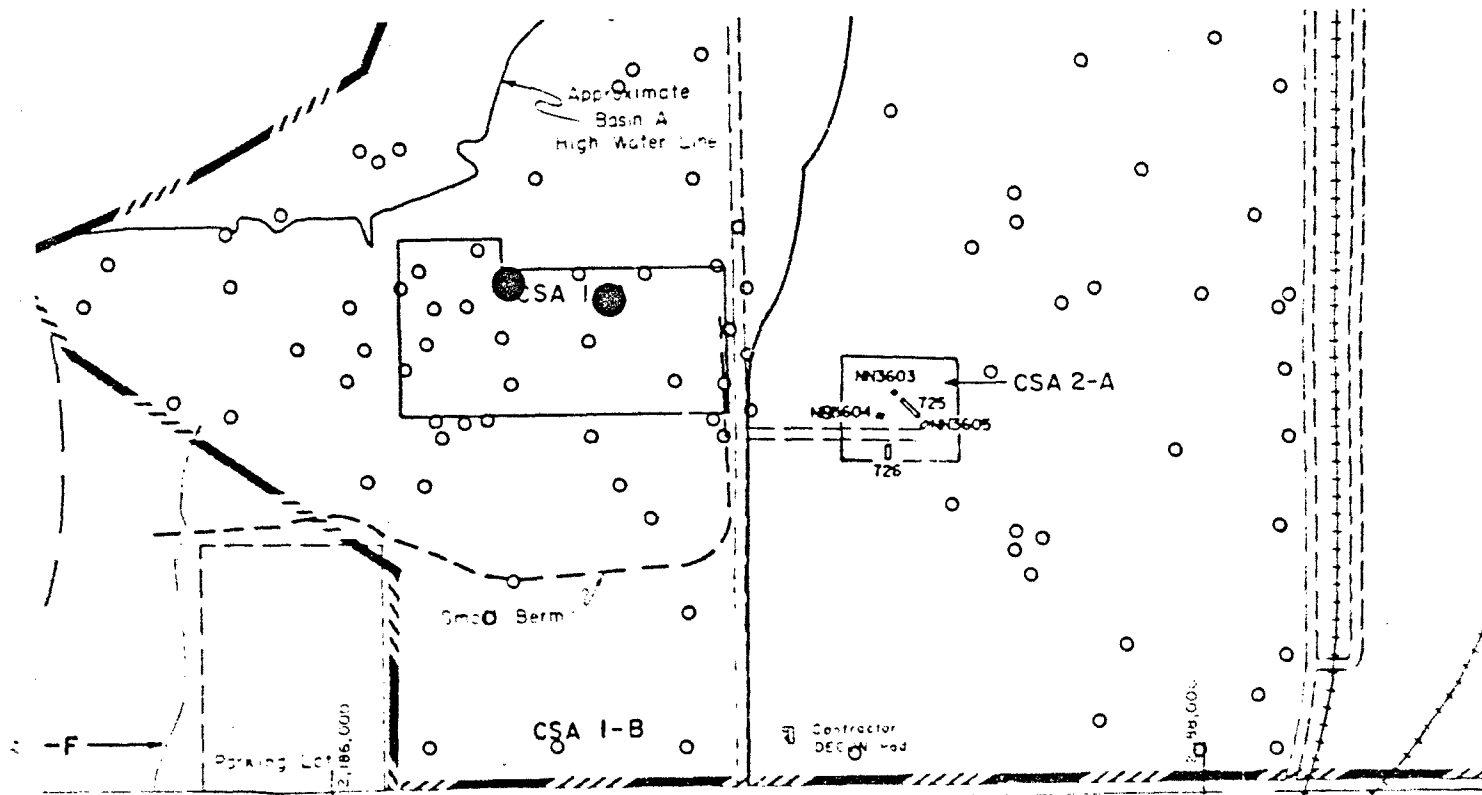 Approximate
Basin A
High Water Line
CSA 1
NN3603
CSA 2-A
725
NN3605
726
Berm
CSA 1-B
Contractor
Pad
-F
Parking Lot
2,186,000